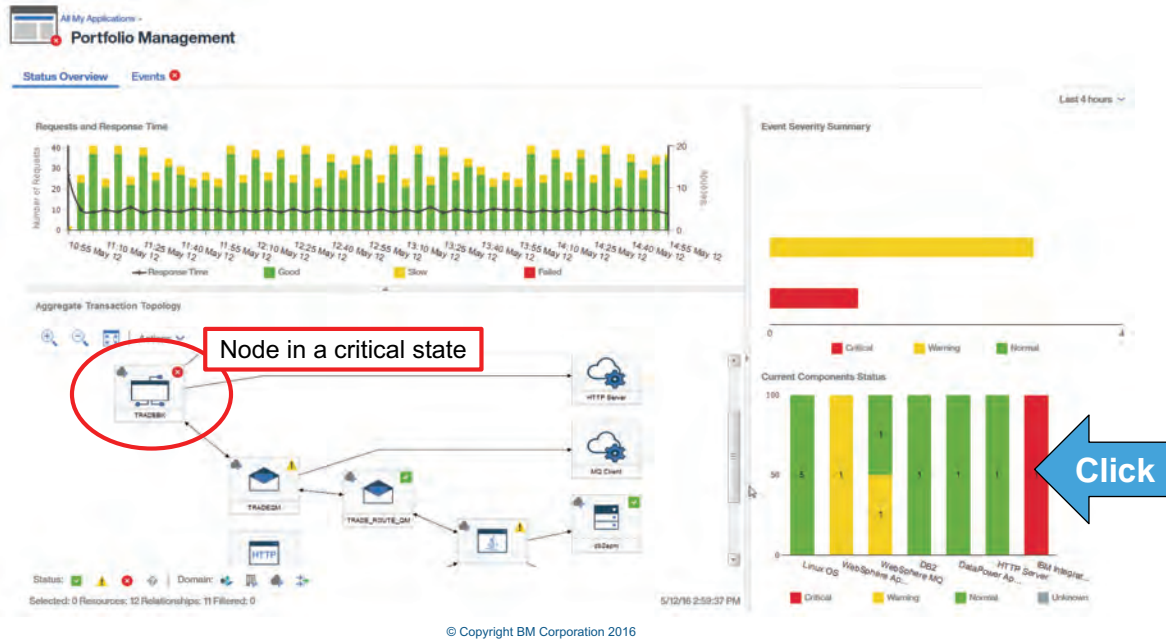 All My Applications -
Portfolio Management
Status Overview
Events
Last 4 hours
Requests and Response Time
Number of Requests
40
30
20
10
0
20
10
0
10:55 May 12
11:10 May 12
11:25 May 12
11:40 May 12
11:55 May 12
12:10 May 12
12:25 May 12
12:40 May 12
12:55 May 12
13:10 May 12
13:25 May 12
13:40 May 12
13:55 May 12
14:10 May 12
14:25 May 12
14:40 May 12
14:55 May 12
Response Time
Good
Slow
Failed
Event Severity Summary
0
4
Critical
Warning
Normal
Aggregate Transaction Topology
Node in a critical state
TRADEBK
HTTP Server
MQ Client
TRADEQM
TRADE_ROUTE_QM
HTTP
Status:
Domain:
Selected: 0 Resources: 12 Relationships: 11 Filtered: 0
5/12/16 2:59:37 PM
Current Components Status
100
50
0
5
1
1
1
1
1
1
Click
Linux OS
WebSphere Ap...
WebSphere MQ
DB2
DataPower Ap...
HTTP Server
IBM Integrat...
Critical
Warning
Normal
Unknown
© Copyright BM Corporation 2016